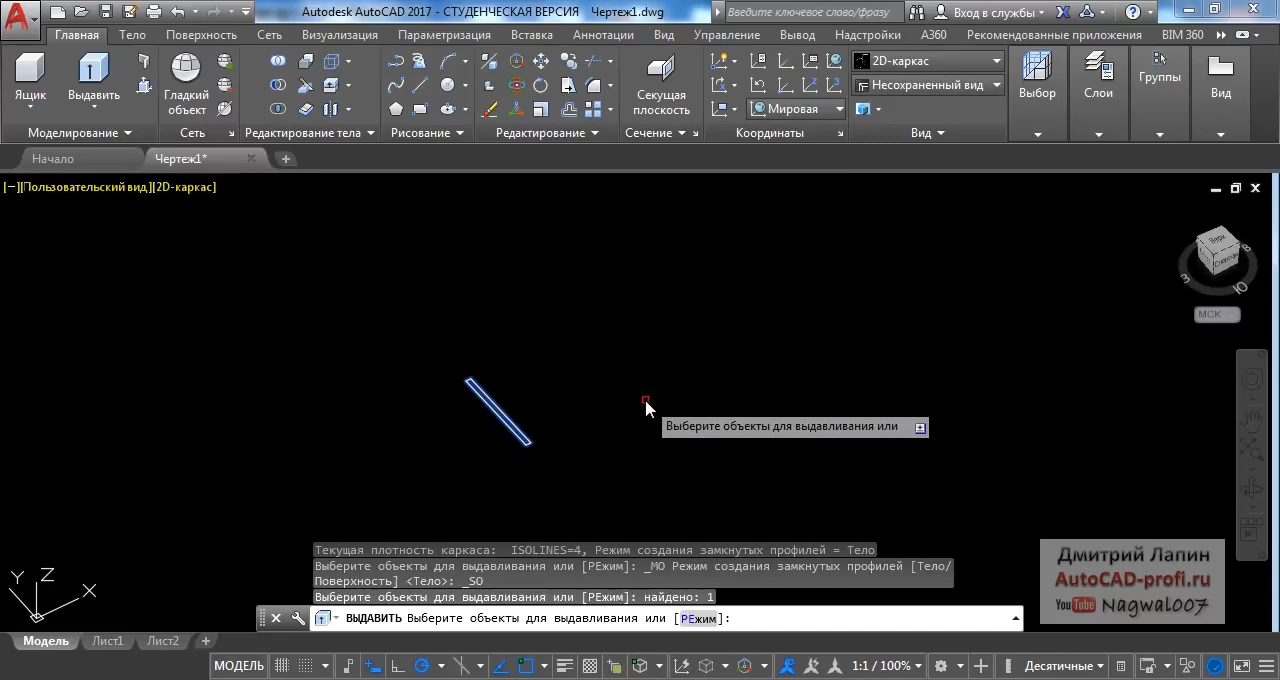 Autodesk AutoCAD 2017 - СТУДЕНЧЕСКАЯ ВЕРСИЯ Чертеж1.dwg
Введите ключевое слово/фразу
Вход в службы
Главная Тело Поверхность Сеть Визуализация Параметризация Вставка Аннотации Вид Управление Вывод Надстройки A360 Рекомендованные приложения BIM 360
2D-каркас
Несохраненный вид
Мировая
Ящик Выдавить Гладкий объект Секущая плоскость Выбор Слои Группы Вид
Моделирование Сеть Редактирование тела Рисование Редактирование Сечение Координаты Вид
Начало Чертеж1*
[−][Пользовательский вид][2D-каркас]
Верх
Ю
З
В
МСК
Выберите объекты для выдавливания или
Текущая плотность каркаса: ISOLINES=4, Режим создания замкнутых профилей = Тело
Выберите объекты для выдавливания или [РЕжим]: _MO Режим создания замкнутых профилей [Тело/
Поверхность] <Тело>: _SO
Выберите объекты для выдавливания или [РЕжим]: найдено: 1
ВЫДАВИТЬ Выберите объекты для выдавливания или [РЕжим]:
Y Z X
Дмитрий Лапин
AutoCAD-profi.ru
You Tube Nagwal007
Модель Лист1 Лист2
МОДЕЛЬ 1:1 / 100% Десятичные